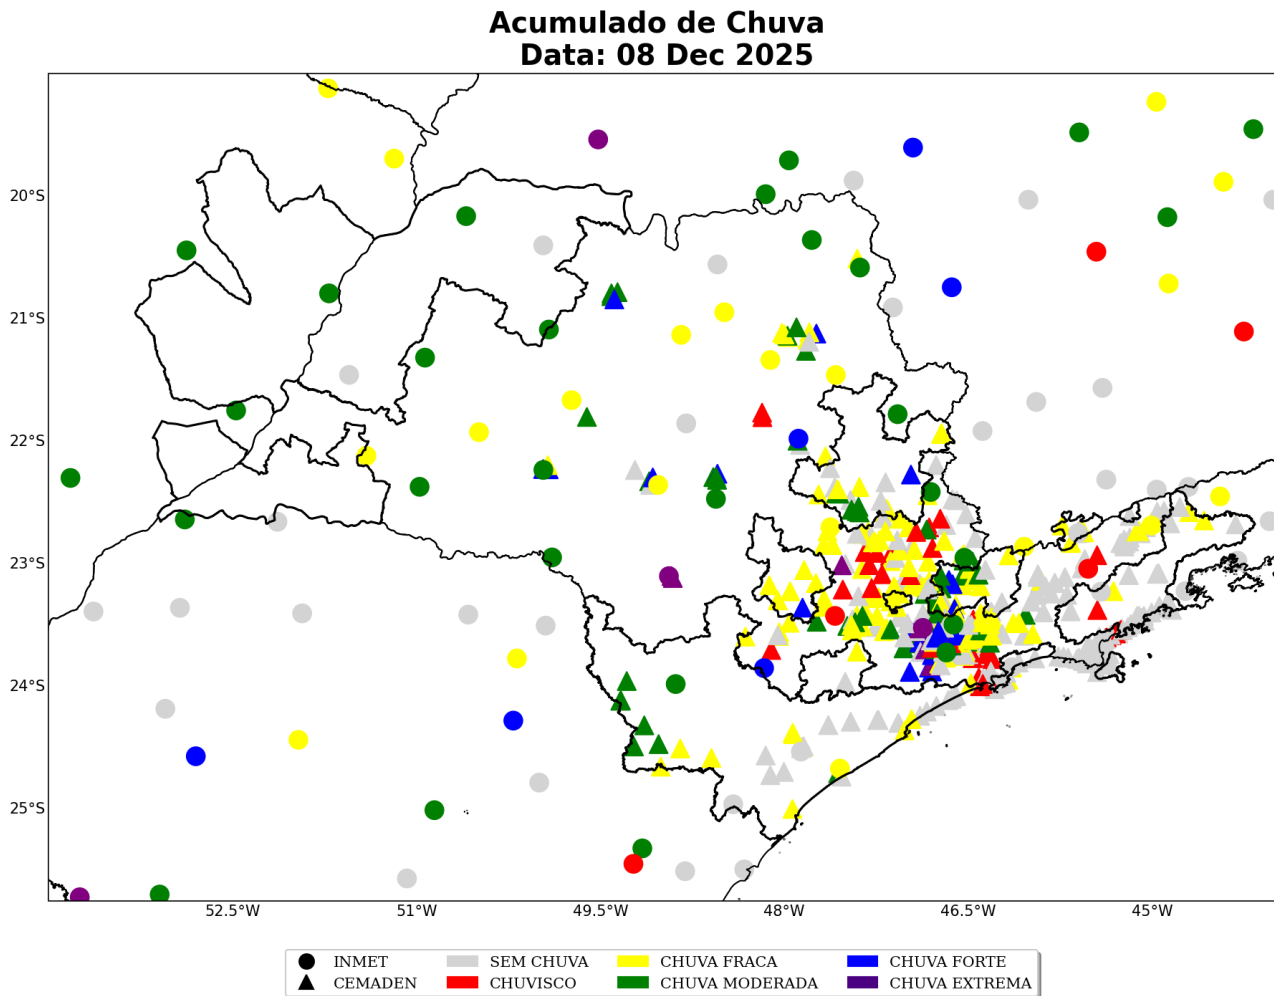 Acumulado de Chuva
Data: 08 Dec 2025
20°S
21°S
22°S
23°S
24°S
25°S
52.5°W
51°W
49.5°W
48°W
46.5°W
45°W
INMET
SEM CHUVA
CHUVA FRACA
CHUVA FORTE
CEMADEN
CHUVISCO
CHUVA MODERADA
CHUVA EXTREMA